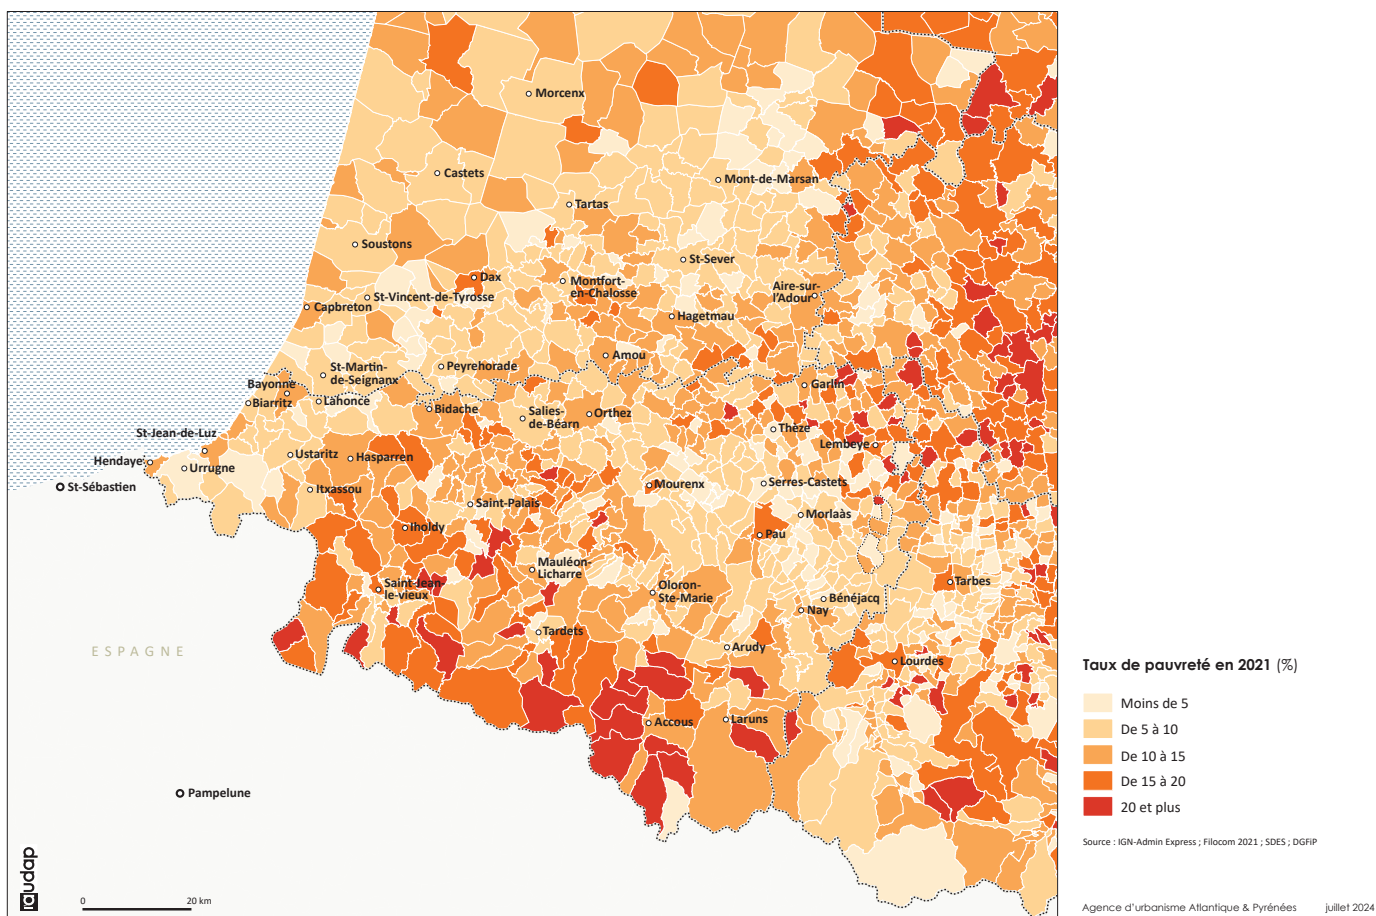 Morcenx
Castets
Mont-de-Marsan
Tartas
Soustons
St-Sever
Dax
Montfort-
en-Chalosse
Aire-sur-
l'Adour
St-Vincent-de-Tyrosse
Capbreton
Hagetmau
Amou
St-Martin-
de-Seignanx
Peyrehorade
Bayonne
Garlin
Biarritz
Lahonce
Bidache
Salies-
de-Béarn
Orthez
St-Jean-de-Luz
Thèze
Lembeye
Hendaye
Urrugne
Ustaritz
Hasparren
St-Sébastien
Itxassou
Mourenx
Serres-Castets
Saint-Palais
Morlaàs
Iholdy
Pau
Mauléon-
Licharre
Saint-Jean-
le-vieux
Oloron-
Ste-Marie
Tarbes
Bénéjacq
Nay
Tardets
Arudy
ESPAGNE
Lourdes
Accous
Laruns
Pampelune
audap
0 20 km
Taux de pauvreté en 2021 (%)
Moins de 5
De 5 à 10
De 10 à 15
De 15 à 20
20 et plus
Source : IGN-Admin Express ; Filocom 2021 ; SDES ; DGFiP
Agence d'urbanisme Atlantique & Pyrénées juillet 2024